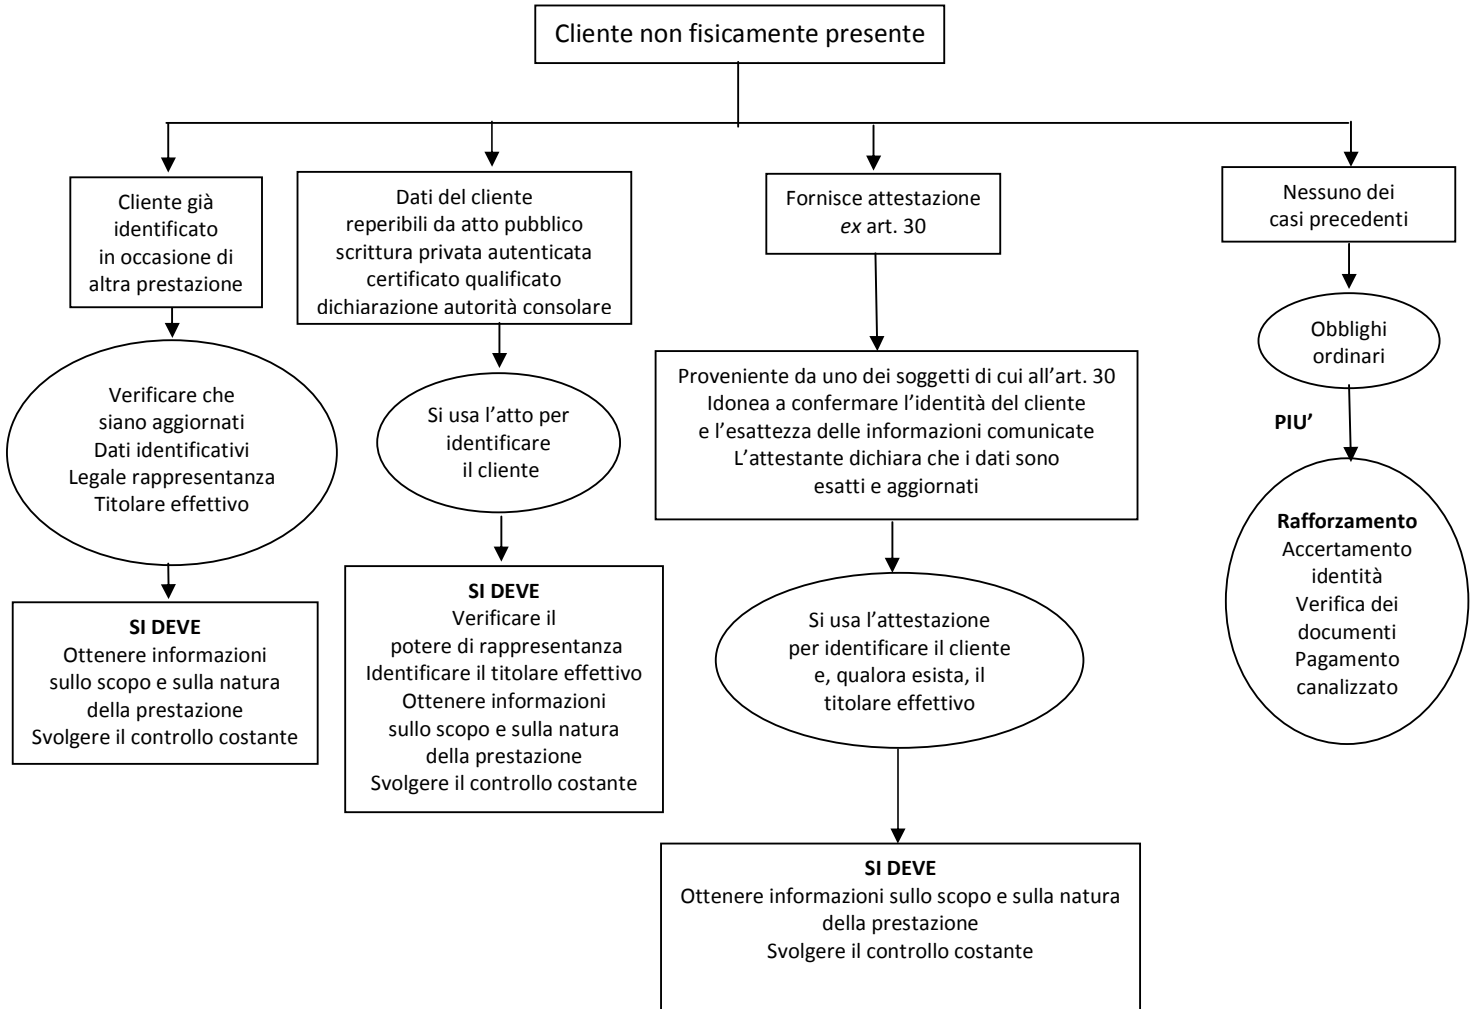 Cliente non fisicamente presente
Cliente già
identificato
in occasione di
altra prestazione
Verificare che
siano aggiornati
Dati identificativi
Legale rappresentanza
Titolare effettivo
SI DEVE
Ottenere informazioni
sullo scopo e sulla natura
della prestazione
Svolgere il controllo costante
Dati del cliente
reperibili da atto pubblico
scrittura privata autenticata
certificato qualificato
dichiarazione autorità consolare
Si usa l’atto per
identificare
il cliente
SI DEVE
Verificare il
potere di rappresentanza
Identificare il titolare effettivo
Ottenere informazioni
sullo scopo e sulla natura
della prestazione
Svolgere il controllo costante
Fornisce attestazione
ex art. 30
Proveniente da uno dei soggetti di cui all’art. 30
Idonea a confermare l’identità del cliente
e l’esattezza delle informazioni comunicate
L’attestante dichiara che i dati sono
esatti e aggiornati
Si usa l’attestazione
per identificare il cliente
e, qualora esista, il
titolare effettivo
SI DEVE
Ottenere informazioni sullo scopo e sulla natura
della prestazione
Svolgere il controllo costante
Nessuno dei
casi precedenti
Obblighi
ordinari
PIU’
Rafforzamento
Accertamento
identità
Verifica dei
documenti
Pagamento
canalizzato